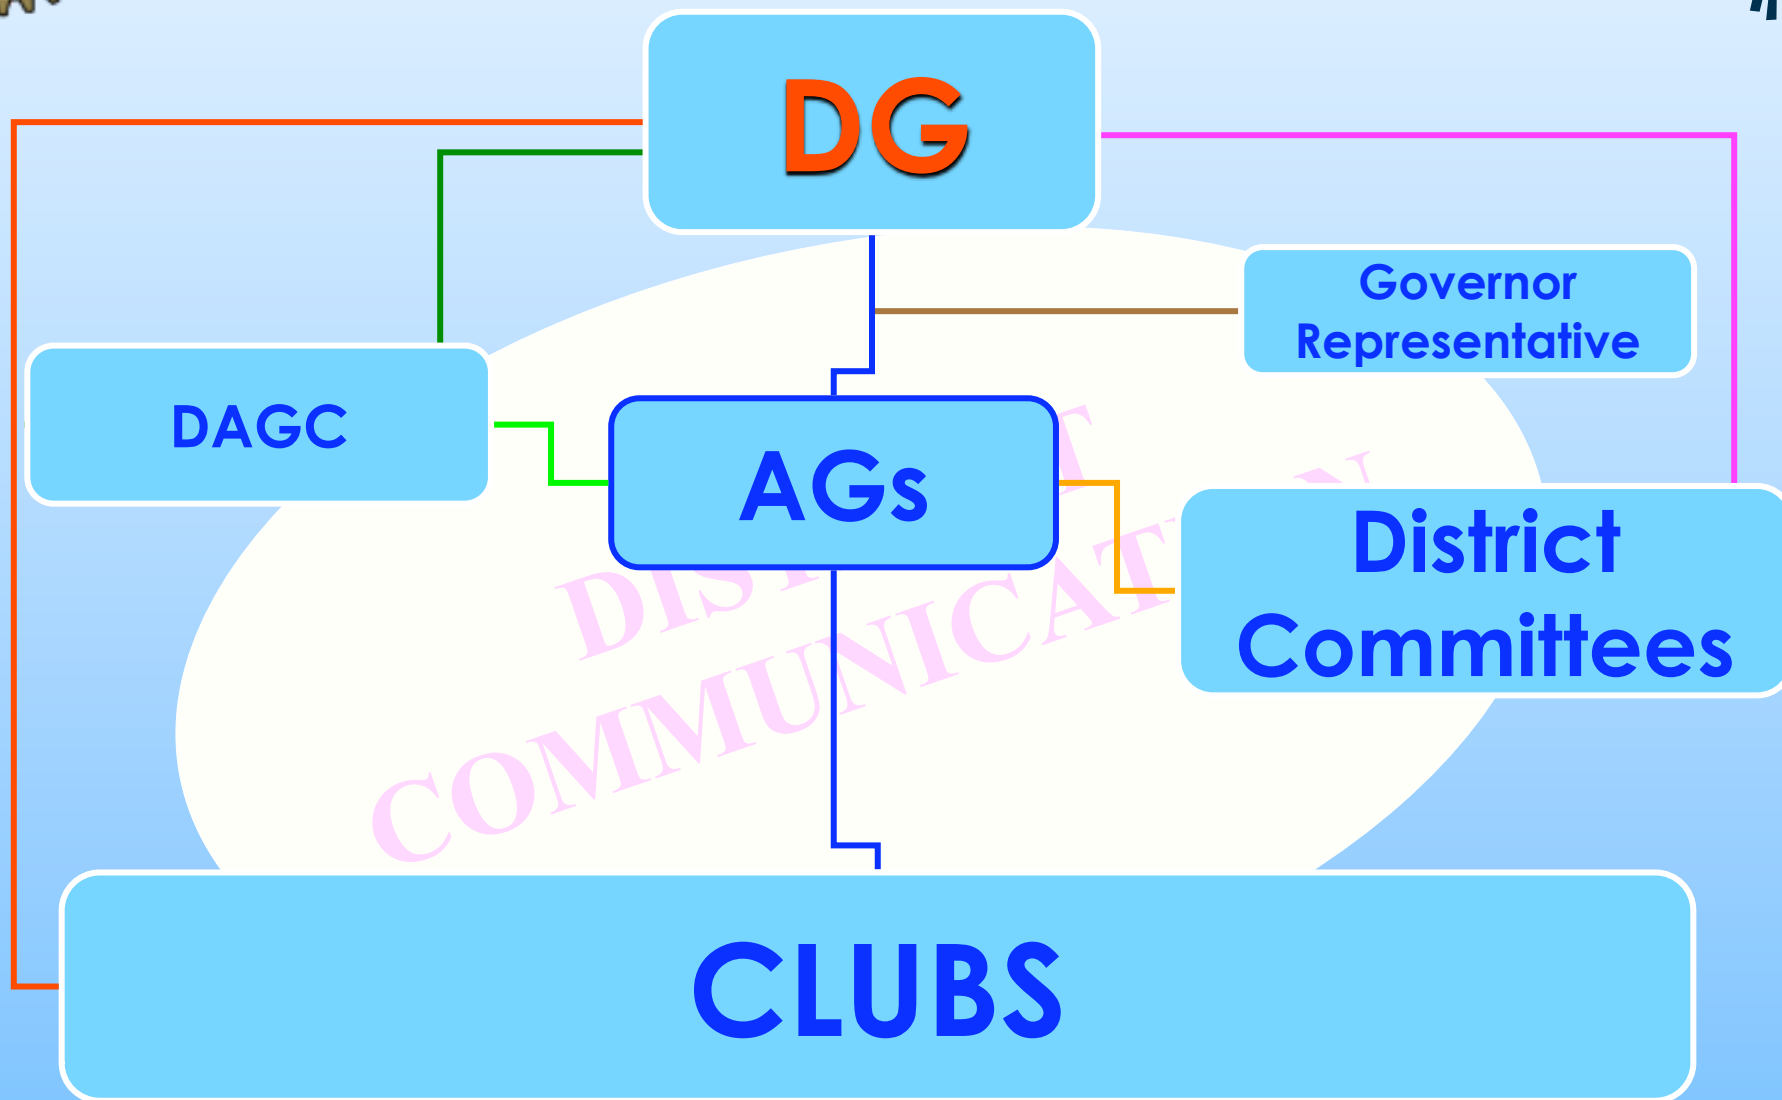 DG
Governor
Representative
DAGC
AGs
District
Committees
CLUBS